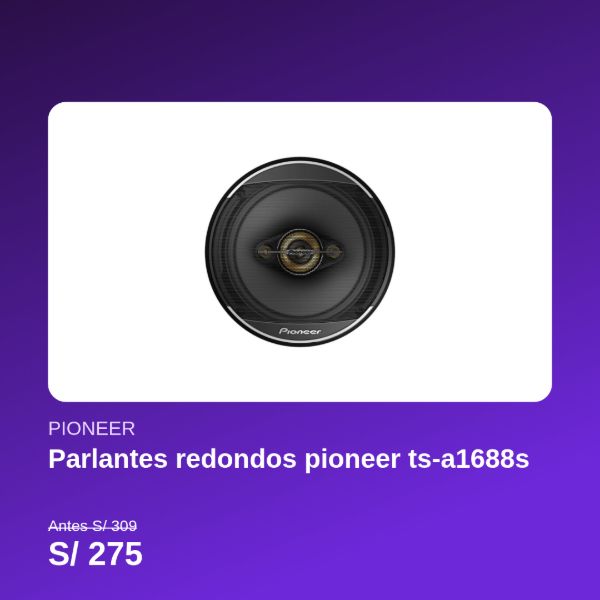 Pioneer
PIONEER
Parlantes redondos pioneer ts-a1688s
Antes S/ 309
S/ 275